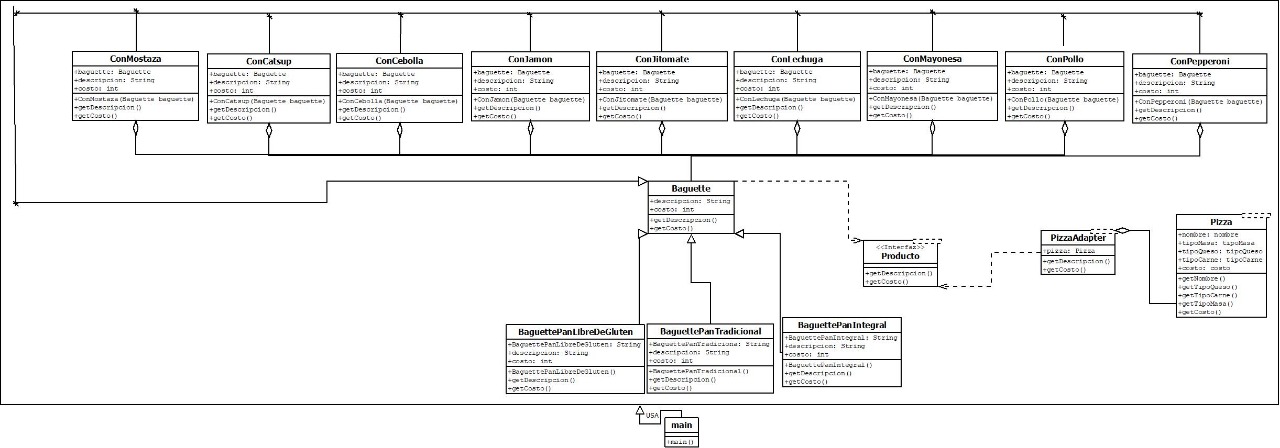 ConMostaza
+baguette: Baguette
+descripcion: String
+costo: int
+ConMostaza(Baguette baguette)
+getDescripcion()
+getCosto()
ConCatsup
+baguette: Baguette
+descripcion: String
+costo: int
+ConCatsup(Baguette baguette)
+getDescripcion()
+getCosto()
ConCebolla
+baguette: Baguette
+descripcion: String
+costo: int
+ConCebolla(Baguette baguette)
+getDescripcion()
+getCosto()
ConJamon
+baguette: Baguette
+descripcion: String
+costo: int
+ConJamon(Baguette baguette)
+getDescripcion()
+getCosto()
ConJitomate
+baguette: Baguette
+descripcion: String
+costo: int
+ConJitomate(Baguette baguette)
+getDescripcion()
+getCosto()
ConLechuga
+baguette: Baguette
+descripcion: String
+costo: int
+ConLechuga(Baguette baguette)
+getDescripcion()
+getCosto()
ConMayonesa
+baguette: Baguette
+descripcion: String
+costo: int
+ConMayonesa(Baguette baguette)
+getDescripcion()
+getCosto()
ConPollo
+baguette: Baguette
+descripcion: String
+costo: int
+ConPollo(Baguette baguette)
+getDescripcion()
+getCosto()
ConPepperoni
+baguette: Baguette
+descripcion: String
+costo: int
+ConPepperoni(Baguette baguette)
+getDescripcion()
+getCosto()
Baguette
+descripcion: String
+costo: int
+getDescripcion()
+getCosto()
<<Interfaz>>
Producto
+getDescripcion()
+getCosto()
PizzaAdapter
+pizza: Pizza
+getDescripcion()
+getCosto()
Pizza
+nombre: nombre
+tipoMasa: tipoMasa
+tipoQueso: tipoQueso
+tipoCarne: tipoCarne
+costo: costo
+getNombre()
+getTipoQueso()
+getTipoCarne()
+getTipoMasa()
+getCosto()
BaguettePanLibreDeGluten
+BaguettePanLibreDeGluten: String
+descripcion: String
+costo: int
+BaguettePanLibreDeGluten()
+getDescripcion()
+getCosto()
BaguettePanTradicional
+BaguettePanTradiciona: String
+descripcion: String
+costo: int
+BaguettePanTradicional()
+getDescripcion()
+getCosto()
BaguettePanIntegral
+BaguettePanIntegral: String
+descripcion: String
+costo: int
+BaguettePanIntegral()
+getDescripcion()
+getCosto()
USA
main
+main()